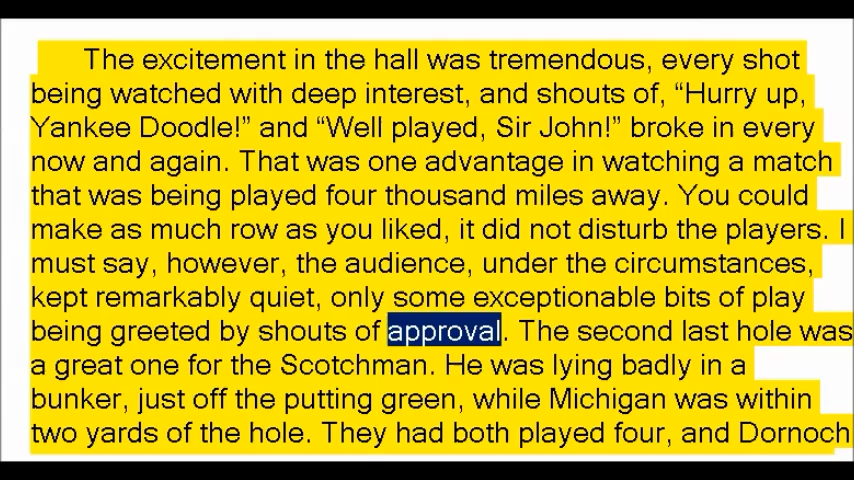 The excitement in the hall was tremendous, every shot
being watched with deep interest, and shouts of, “Hurry up,
Yankee Doodle!” and “Well played, Sir John!” broke in every
now and again. That was one advantage in watching a match
that was being played four thousand miles away. You could
make as much row as you liked, it did not disturb the players. I
must say, however, the audience, under the circumstances,
kept remarkably quiet, only some exceptionable bits of play
being greeted by shouts of approval. The second last hole was
a great one for the Scotchman. He was lying badly in a
bunker, just off the putting green, while Michigan was within
two yards of the hole. They had both played four, and Dornoch